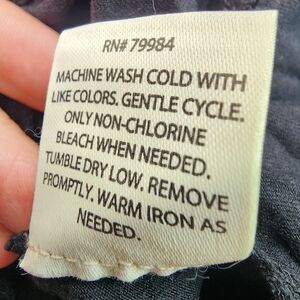 RN# 79984
MACHINE WASH COLD WITH
LIKE COLORS. GENTLE CYCLE.
ONLY NON-CHLORINE
BLEACH WHEN NEEDED.
TUMBLE DRY LOW. REMOVE
PROMPTLY. WARM IRON AS
NEEDED.